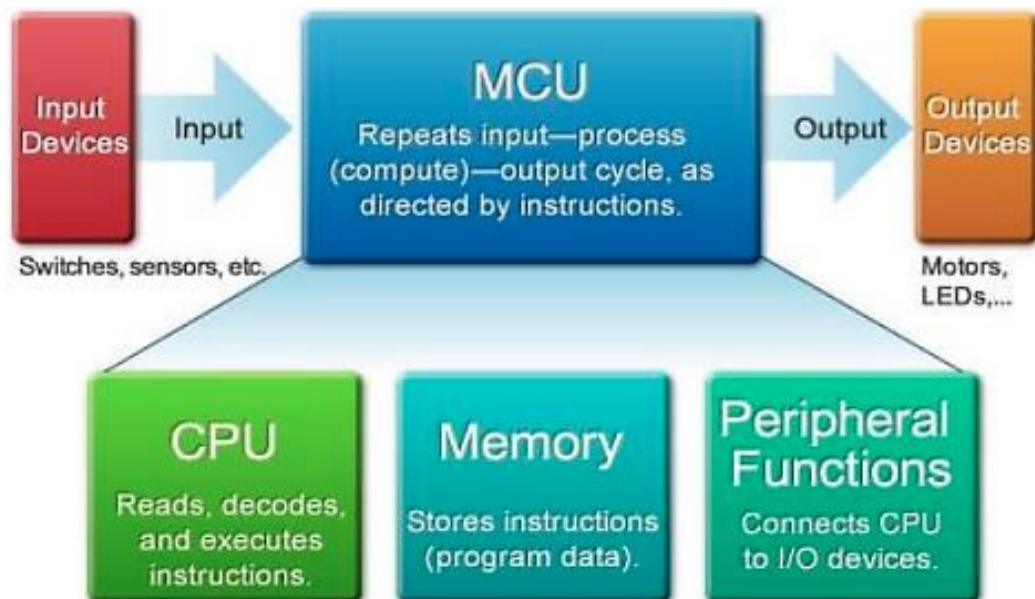 Input
Devices
Input
MCU
Repeats input—process
(compute)—output cycle, as
directed by instructions.
Output
Output
Devices
Switches, sensors, etc.
Motors,
LEDs,...
CPU
Reads, decodes,
and executes
instructions.
Memory
Stores instructions
(program data).
Peripheral
Functions
Connects CPU
to I/O devices.